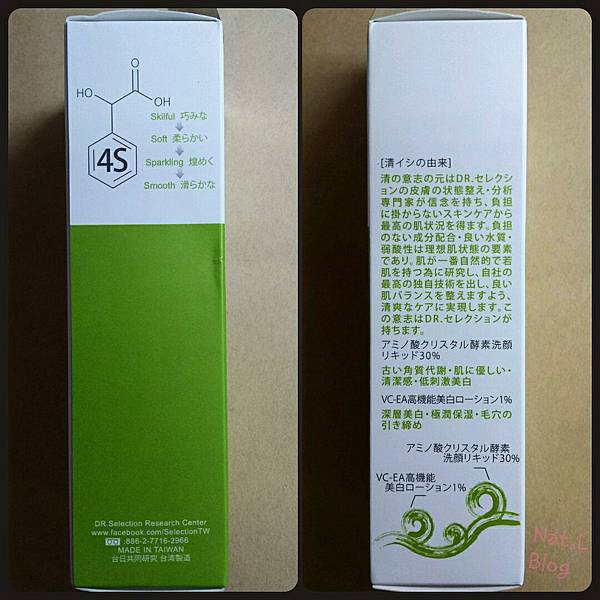 O
HO
OH
Skilful 巧みな
Soft 柔らかい
4S
Sparkling 煌めく
Smooth 滑らかな
DR.Selection Research Center
www.facebook.com/SelectionTW
:886-2-7716-2966
MADE IN TAIWAN
台日共同研究 台湾製造
[清イシの由来]
清の意志の元はDR.セレクシ
ョンの皮膚の状態整え・分析
専門家が信念を持ち、負担
に掛からないスキンケアから
最高の肌状況を得ます。負担
のない成分配合・良い水質・
弱酸性は理想肌状態の要素
であり。肌が一番自然的で若
肌を持つ為に研究し、自社の
最高の独自技術を出し、良い
肌バランスを整えますよう、
清爽なケアに実現します。こ
の意志はDR.セレクションが
持ちます。
アミノ酸クリスタル酵素洗顔
リキッド30%
古い角質代謝・肌に優しい・
清潔感・低刺激美白
VC-EA高機能美白ローション1%
深層美白・極潤保湿・毛穴の
引き締め
アミノ酸クリスタル酵素
洗顔リキッド30%
VC-EA高機能
美白ローション1%
Nat.L
Blog